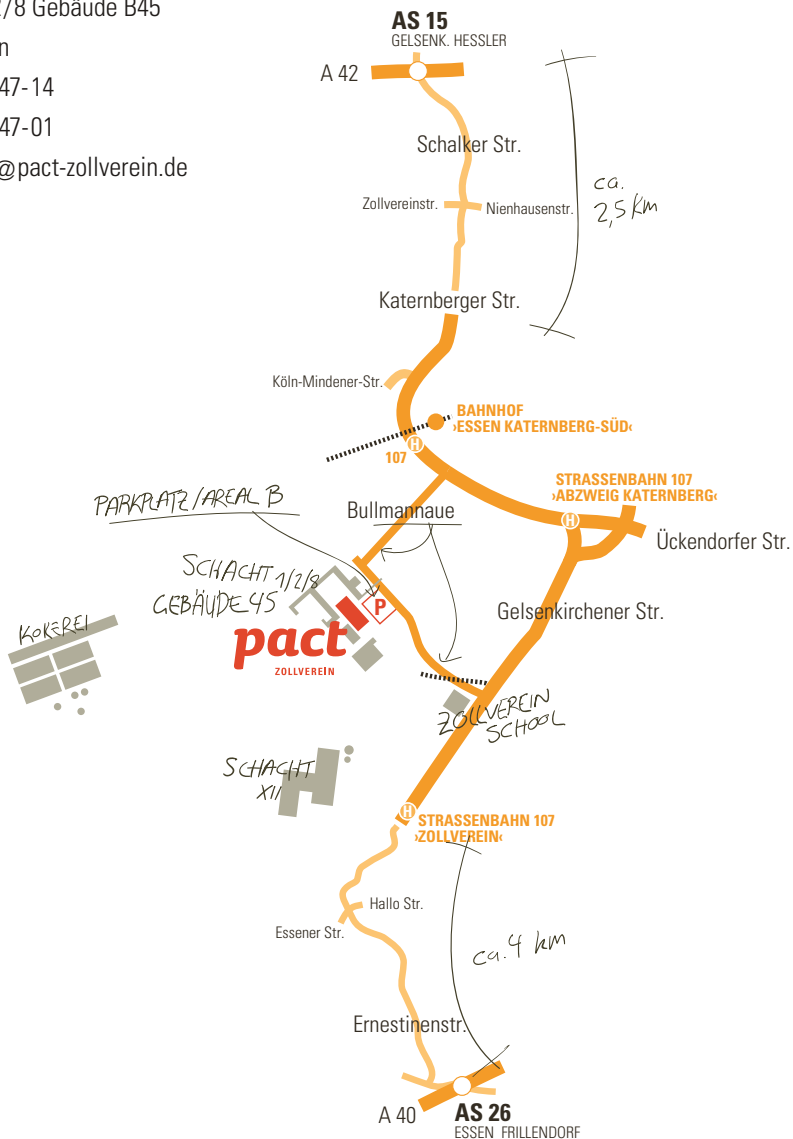 /8 Gebäude B45
n
47-14
47-01
@pact-zollverein.de
AS 15
GELSENK. HESSLER
A 42
Schalker Str.
Zollvereinstr.
Nienhausenstr.
ca.
2,5 km
Katernberger Str.
Köln-Mindener-Str.
BAHNHOF
›ESSEN KATERNBERG-SÜD‹
H
107
STRASSENBAHN 107
›ABZWEIG KATERNBERG‹
PARKPLATZ/AREAL B
Bullmannaue
H
Ückendorfer Str.
SCHACHT 1/2/8
GEBÄUDE 45
P
Gelsenkirchener Str.
KOKEREI
pact
ZOLLVEREIN
ZOLLVEREIN
SCHOOL
SCHACHT
XII
H
STRASSENBAHN 107
›ZOLLVEREIN‹
Hallo Str.
Essener Str.
ca. 4 km
Ernestinenstr.
A 40
AS 26
ESSEN FRILLENDORF